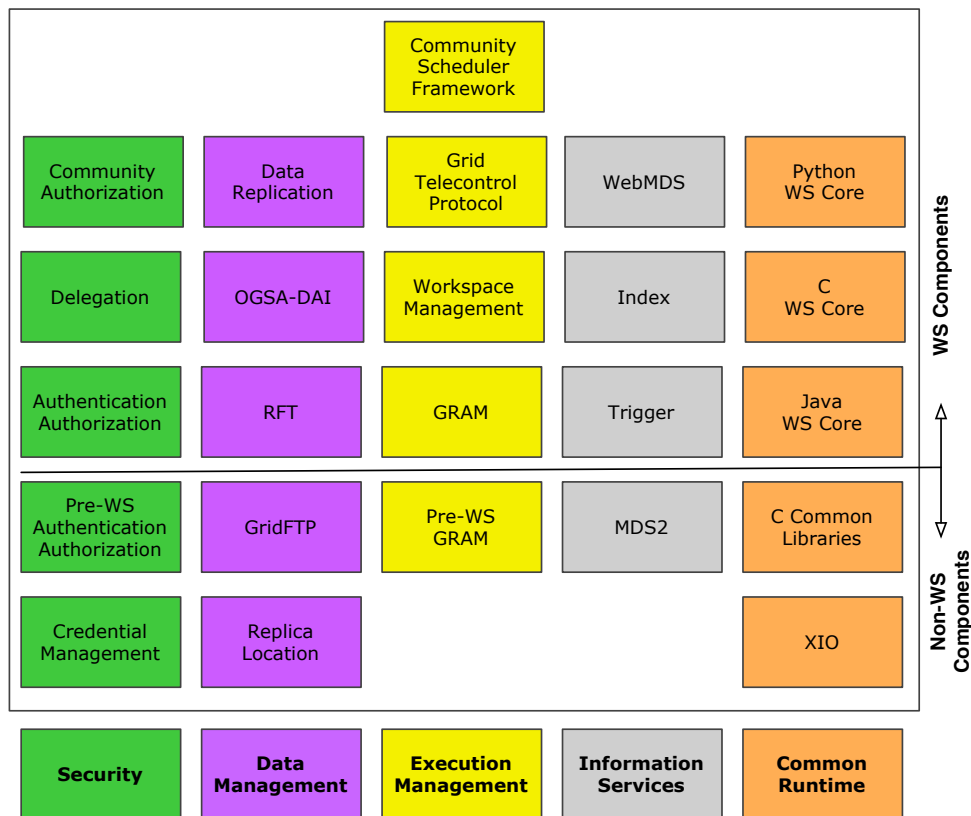 Community
Scheduler
Framework
Community
Authorization
Data
Replication
Grid
Telecontrol
Protocol
WebMDS
Python
WS Core
Delegation
OGSA-DAI
Workspace
Management
Index
C
WS Core
Authentication
Authorization
RFT
GRAM
Trigger
Java
WS Core
WS Components
Pre-WS
Authentication
Authorization
GridFTP
Pre-WS
GRAM
MDS2
C Common
Libraries
Credential
Management
Replica
Location
XIO
Non-WS
Components
Security
Data
Management
Execution
Management
Information
Services
Common
Runtime